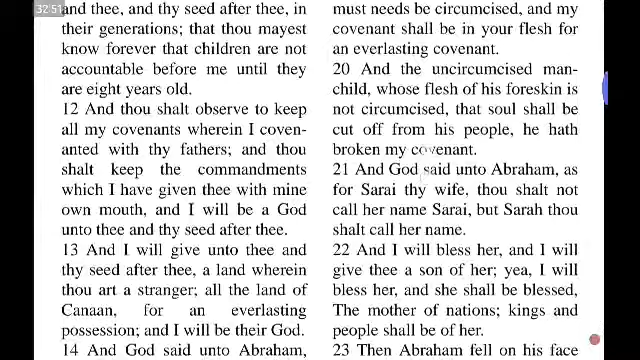 32:51
and thee, and thy seed after thee, in
their generations; that thou mayest
know forever that children are not
accountable before me until they
are eight years old.
12 And thou shalt observe to keep
all my covenants wherein I coven-
anted with thy fathers; and thou
shalt keep the commandments
which I have given thee with mine
own mouth, and I will be a God
unto thee and thy seed after thee.
13 And I will give unto thee and
thy seed after thee, a land wherein
thou art a stranger; all the land of
Canaan, for an everlasting
possession; and I will be their God.
14 And God said unto Abraham,
must needs be circumcised, and my
covenant shall be in your flesh for
an everlasting covenant.
20 And the uncircumcised man-
child, whose flesh of his foreskin is
not circumcised, that soul shall be
cut off from his people, he hath
broken my covenant.
21 And God said unto Abraham, as
for Sarai thy wife, thou shalt not
call her name Sarai, but Sarah thou
shalt call her name.
22 And I will bless her, and I will
give thee a son of her; yea, I will
bless her, and she shall be blessed,
The mother of nations; kings and
people shall be of her.
23 Then Abraham fell on his face